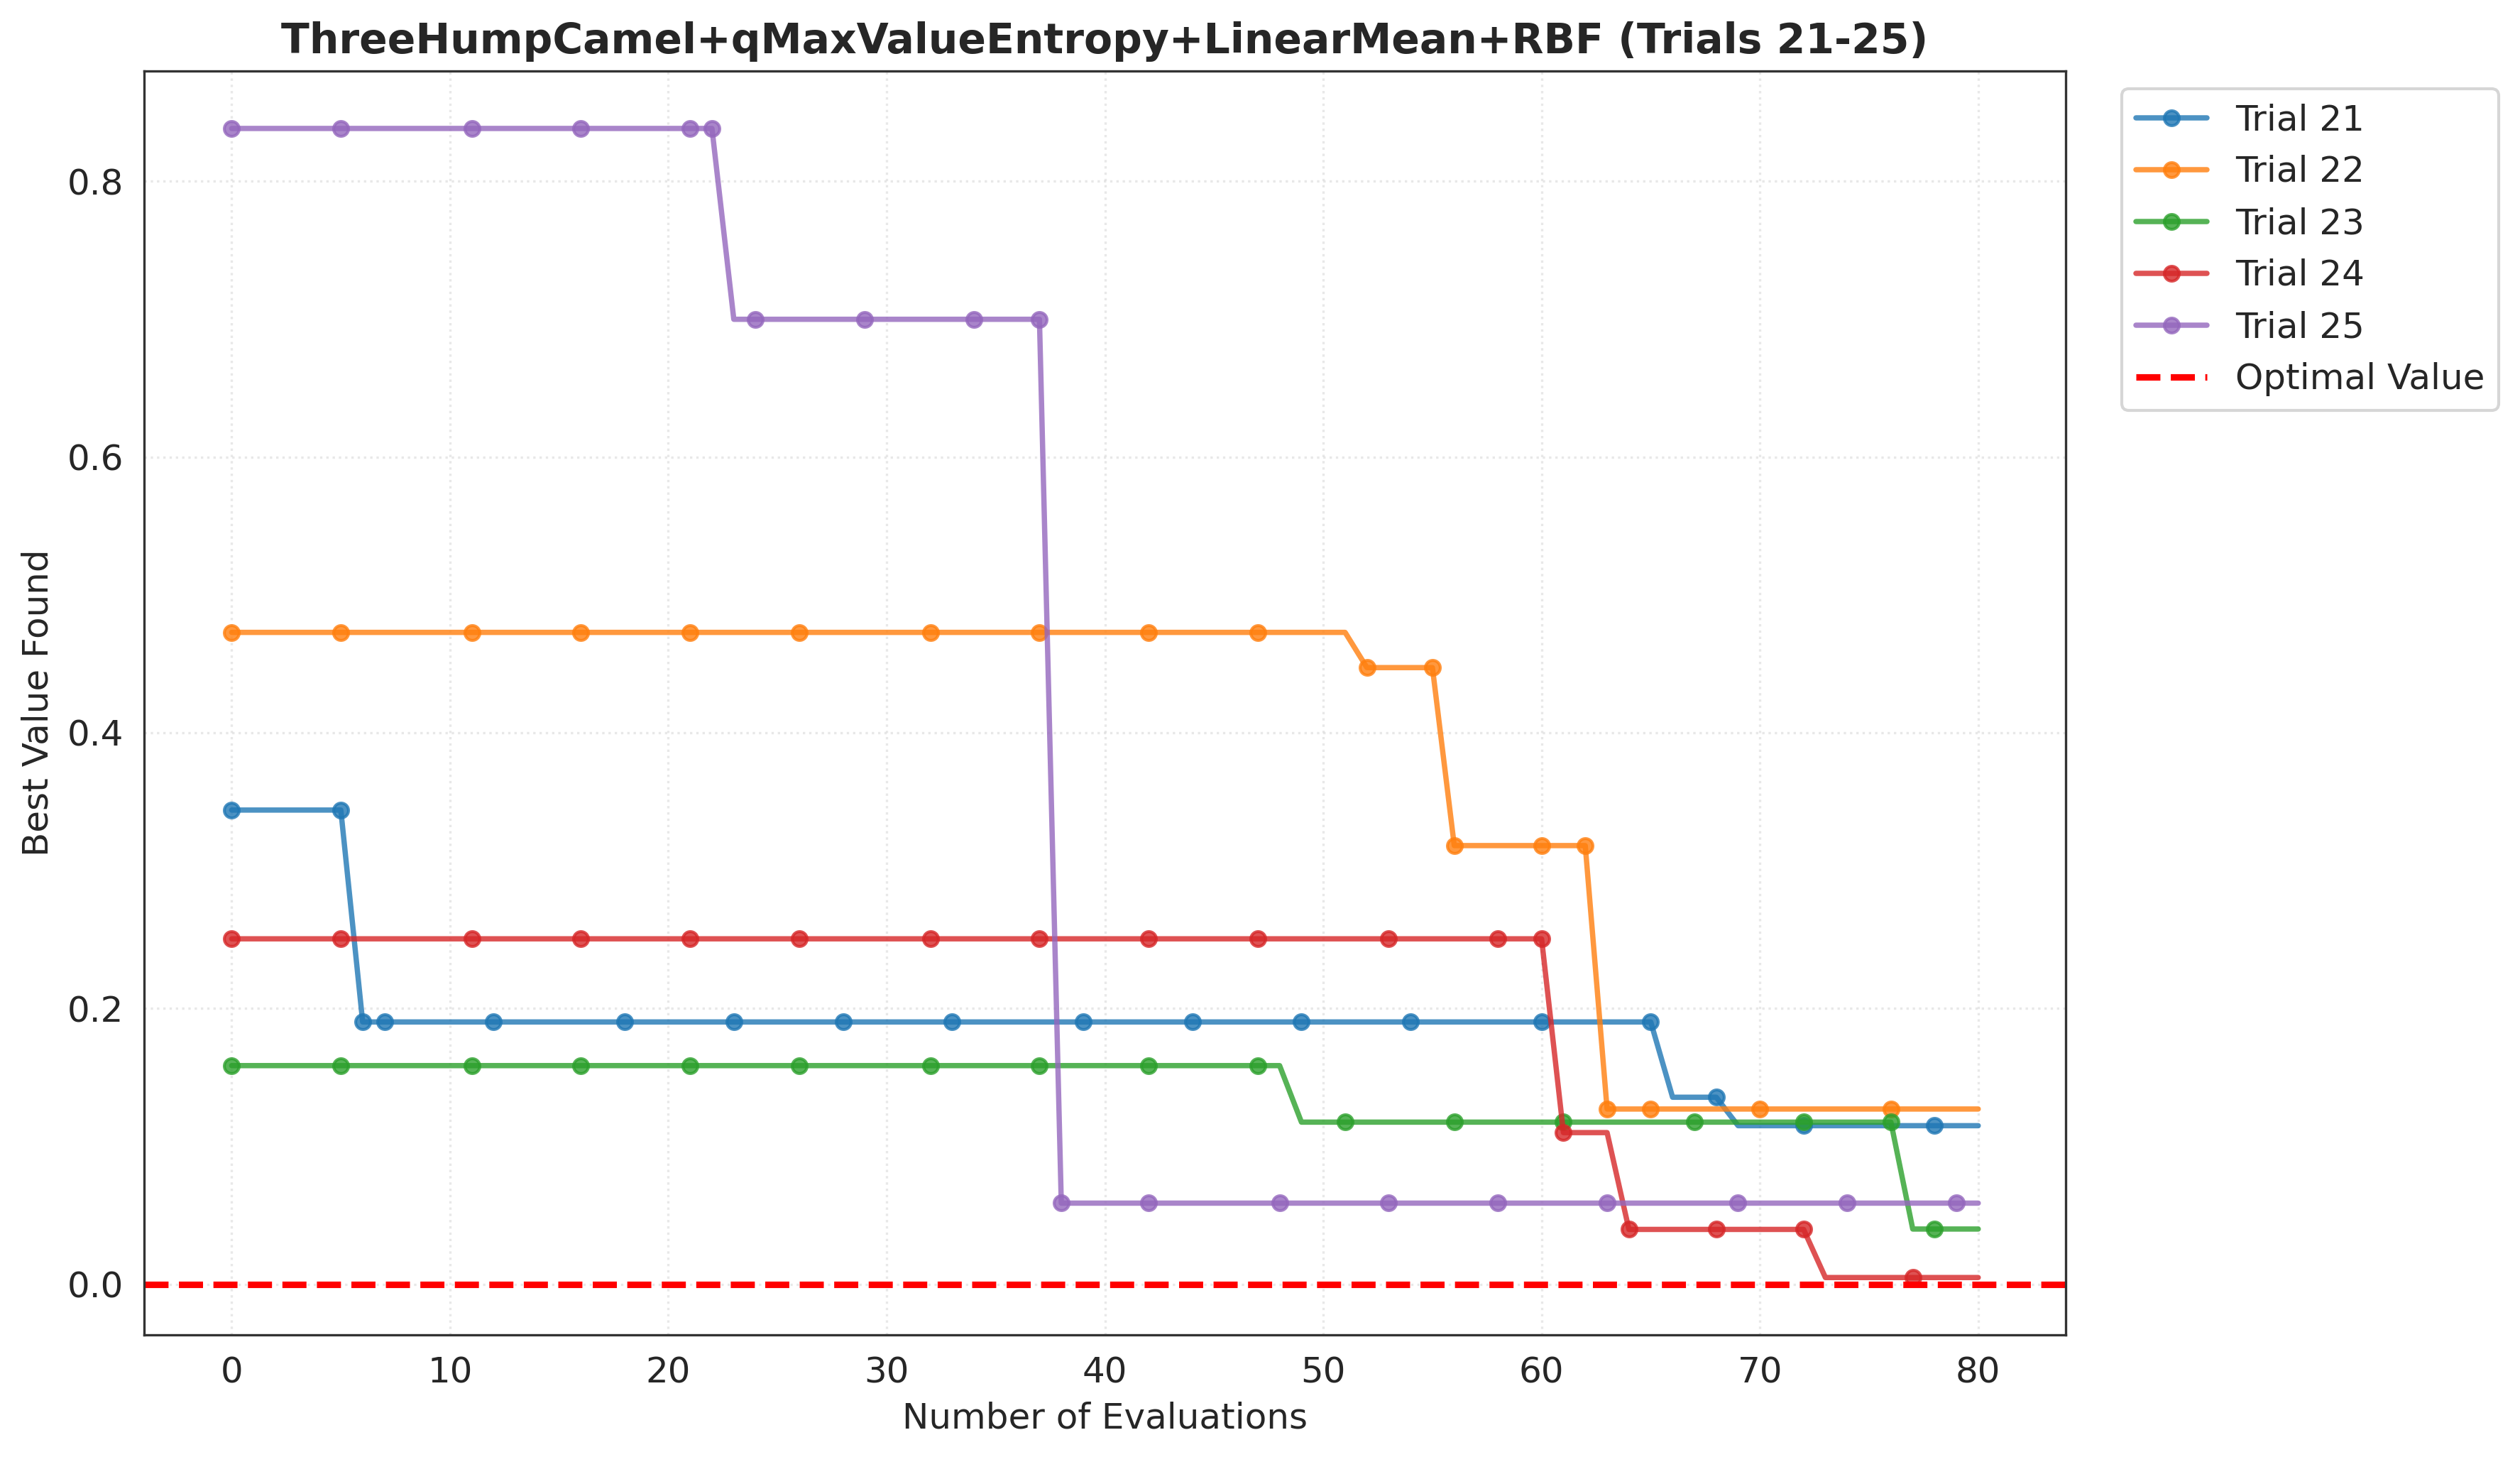 ThreeHumpCamel+qMaxValueEntropy+LinearMean+RBF (Trials 21-25)
Trial 21
Trial 22
Trial 23
Trial 24
Trial 25
Optimal Value
Best Value Found
0.8
0.6
0.4
0.2
0.0
0 10 20 30 40 50 60 70 80
Number of Evaluations